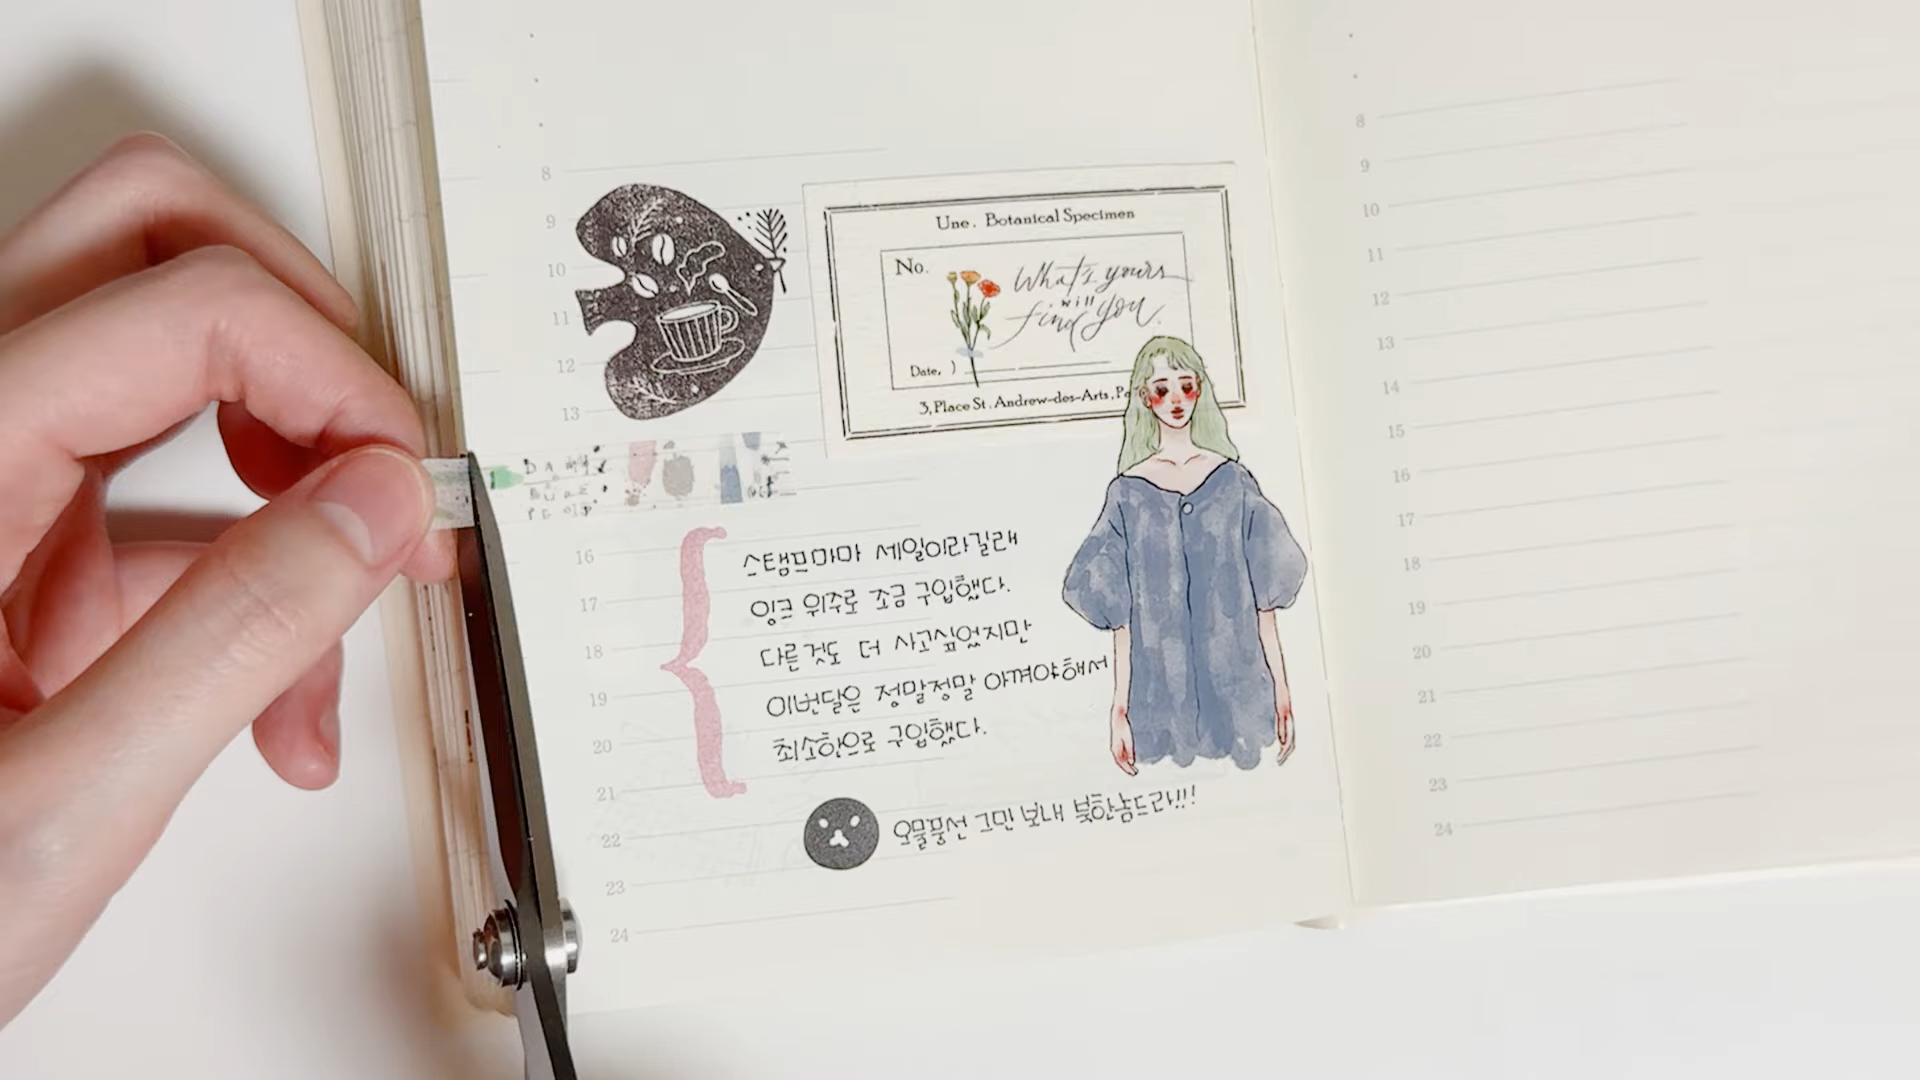 8
9
10
11
12
13
Une. Botanical Specimen
No.
What's yours
will
find you.
Date, )
3, Place St. Andrew-des-Arts, Pa
16
17
18
19
20
21
22
23
24
스탬프마마 세일이라길래
잉크 위주로 조금 구입했다.
다른것도 더 사고싶었지만
이번달은 정말정말 아껴야해서
최소한으로 구입했다.
오물풍선 그만 보내 북한놈드라!!!
8
9
10
11
12
13
14
15
16
17
18
19
20
21
22
23
24